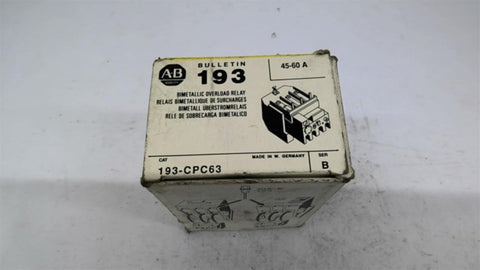 AB
BULLETIN
193
45-60 A
BIMETALLIC OVERLOAD RELAY
RELAIS BIMETALLIQUE DE SURCHARGES
BIMETALL ÜBERSTROMRELAIS
RELE DE SOBRECARGA BIMETALICO
CAT
MADE IN W. GERMANY
SER
193-CPC63
B